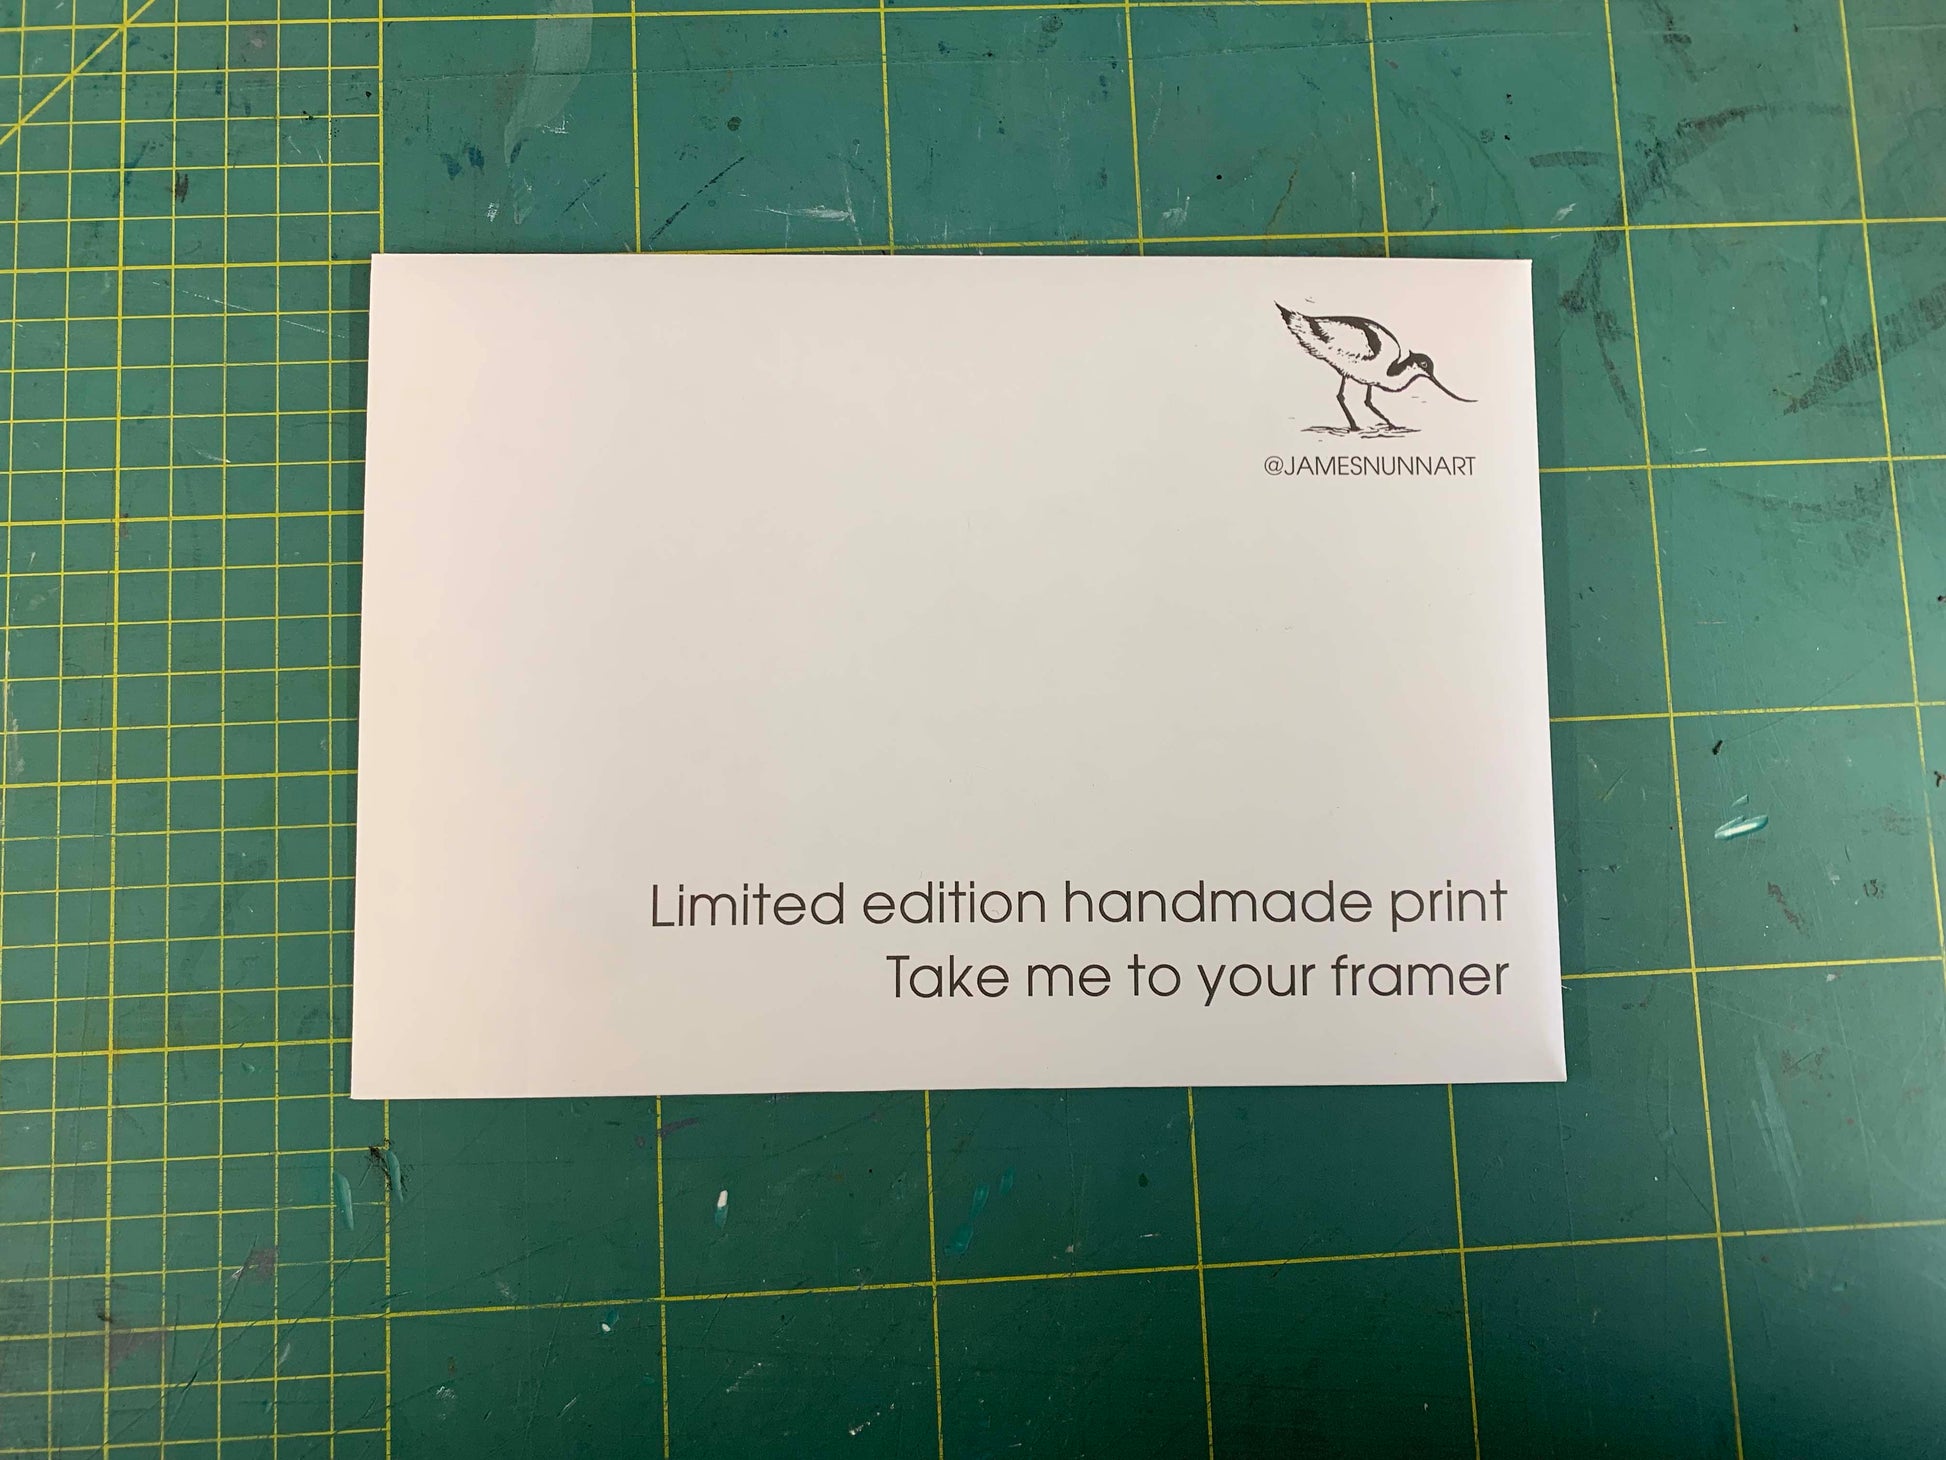 @JAMESNUNNART
Limited edition handmade print
Take me to your framer